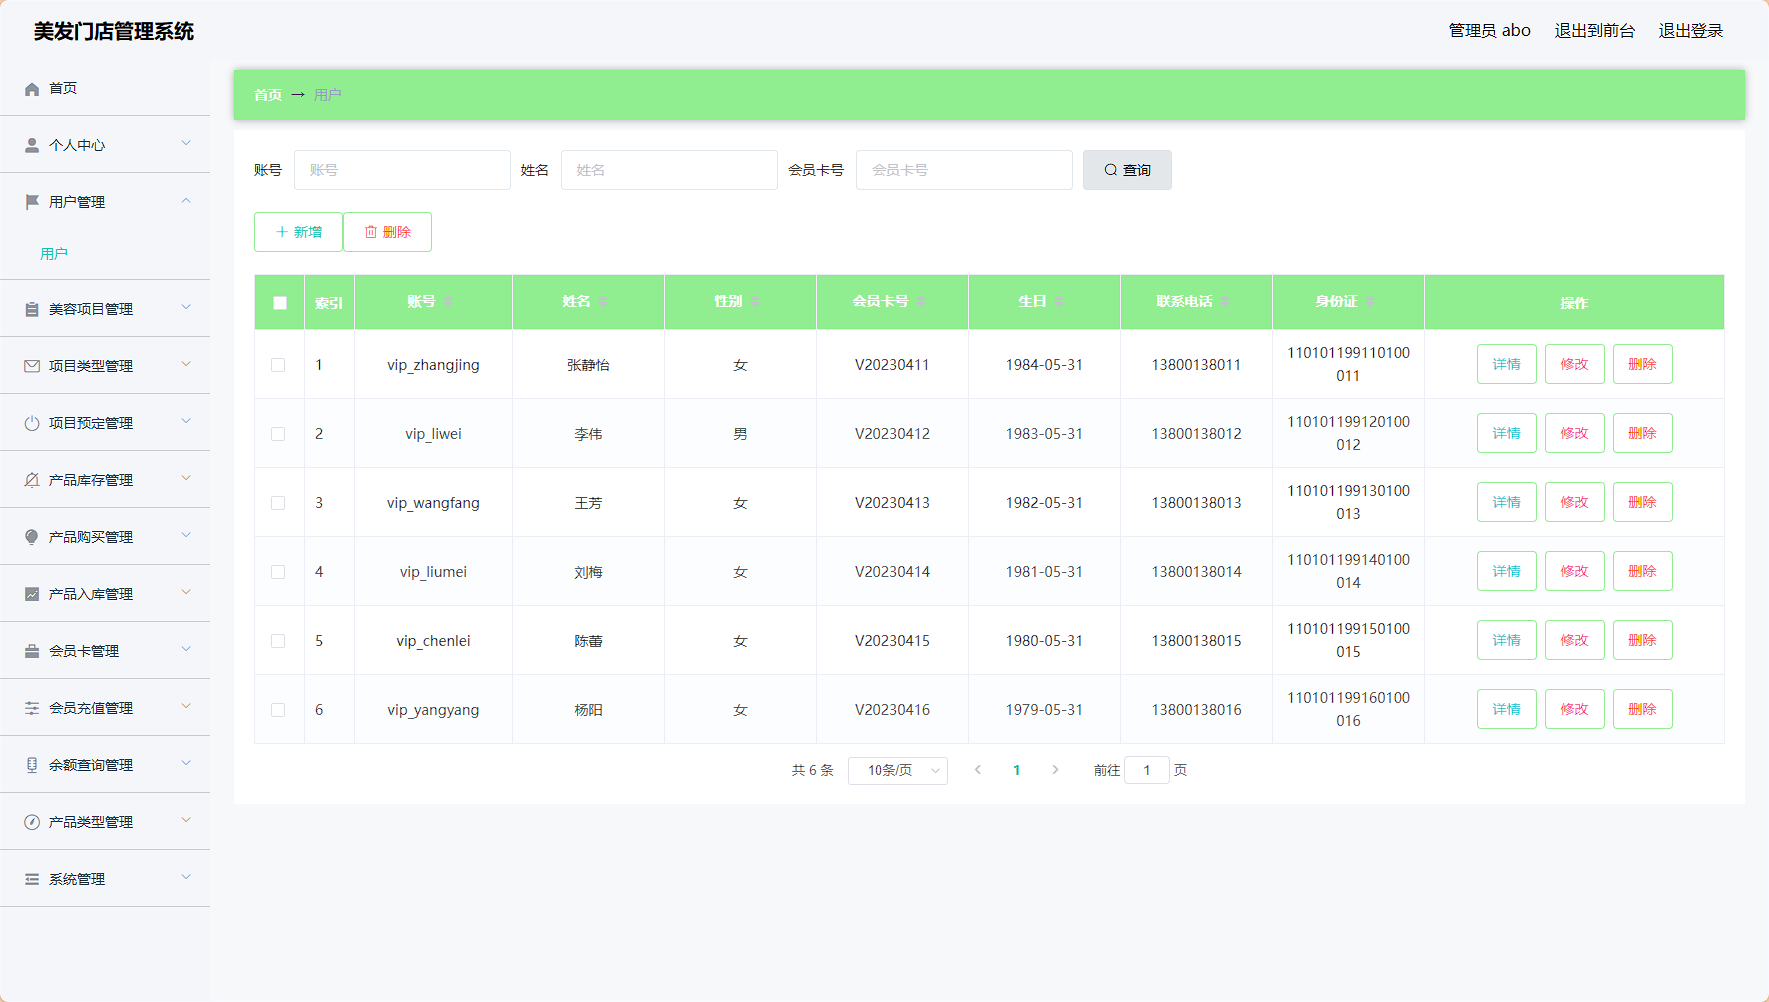 美发门店管理系统
管理员 abo 退出到前台 退出登录
首页
个人中心
用户管理
用户
美容项目管理
项目类型管理
项目预定管理
产品库存管理
产品购买管理
产品入库管理
会员卡管理
会员充值管理
余额查询管理
产品类型管理
系统管理
首页 → 用户
账号 账号 姓名 姓名 会员卡号 会员卡号 查询
新增 删除
索引 账号 姓名 性别 会员卡号 生日 联系电话 身份证 操作
1 vip_zhangjing 张静怡 女 V20230411 1984-05-31 13800138011 110101199110100 详情 修改 删除
011
2 vip_liwei 李伟 男 V20230412 1983-05-31 13800138012 110101199120100 详情 修改 删除
012
3 vip_wangfang 王芳 女 V20230413 1982-05-31 13800138013 110101199130100 详情 修改 删除
013
4 vip_liumei 刘梅 女 V20230414 1981-05-31 13800138014 110101199140100 详情 修改 删除
014
5 vip_chenlei 陈蕾 女 V20230415 1980-05-31 13800138015 110101199150100 详情 修改 删除
015
6 vip_yangyang 杨阳 女 V20230416 1979-05-31 13800138016 110101199160100 详情 修改 删除
016
共 6 条 10条/页 1 前往 1 页